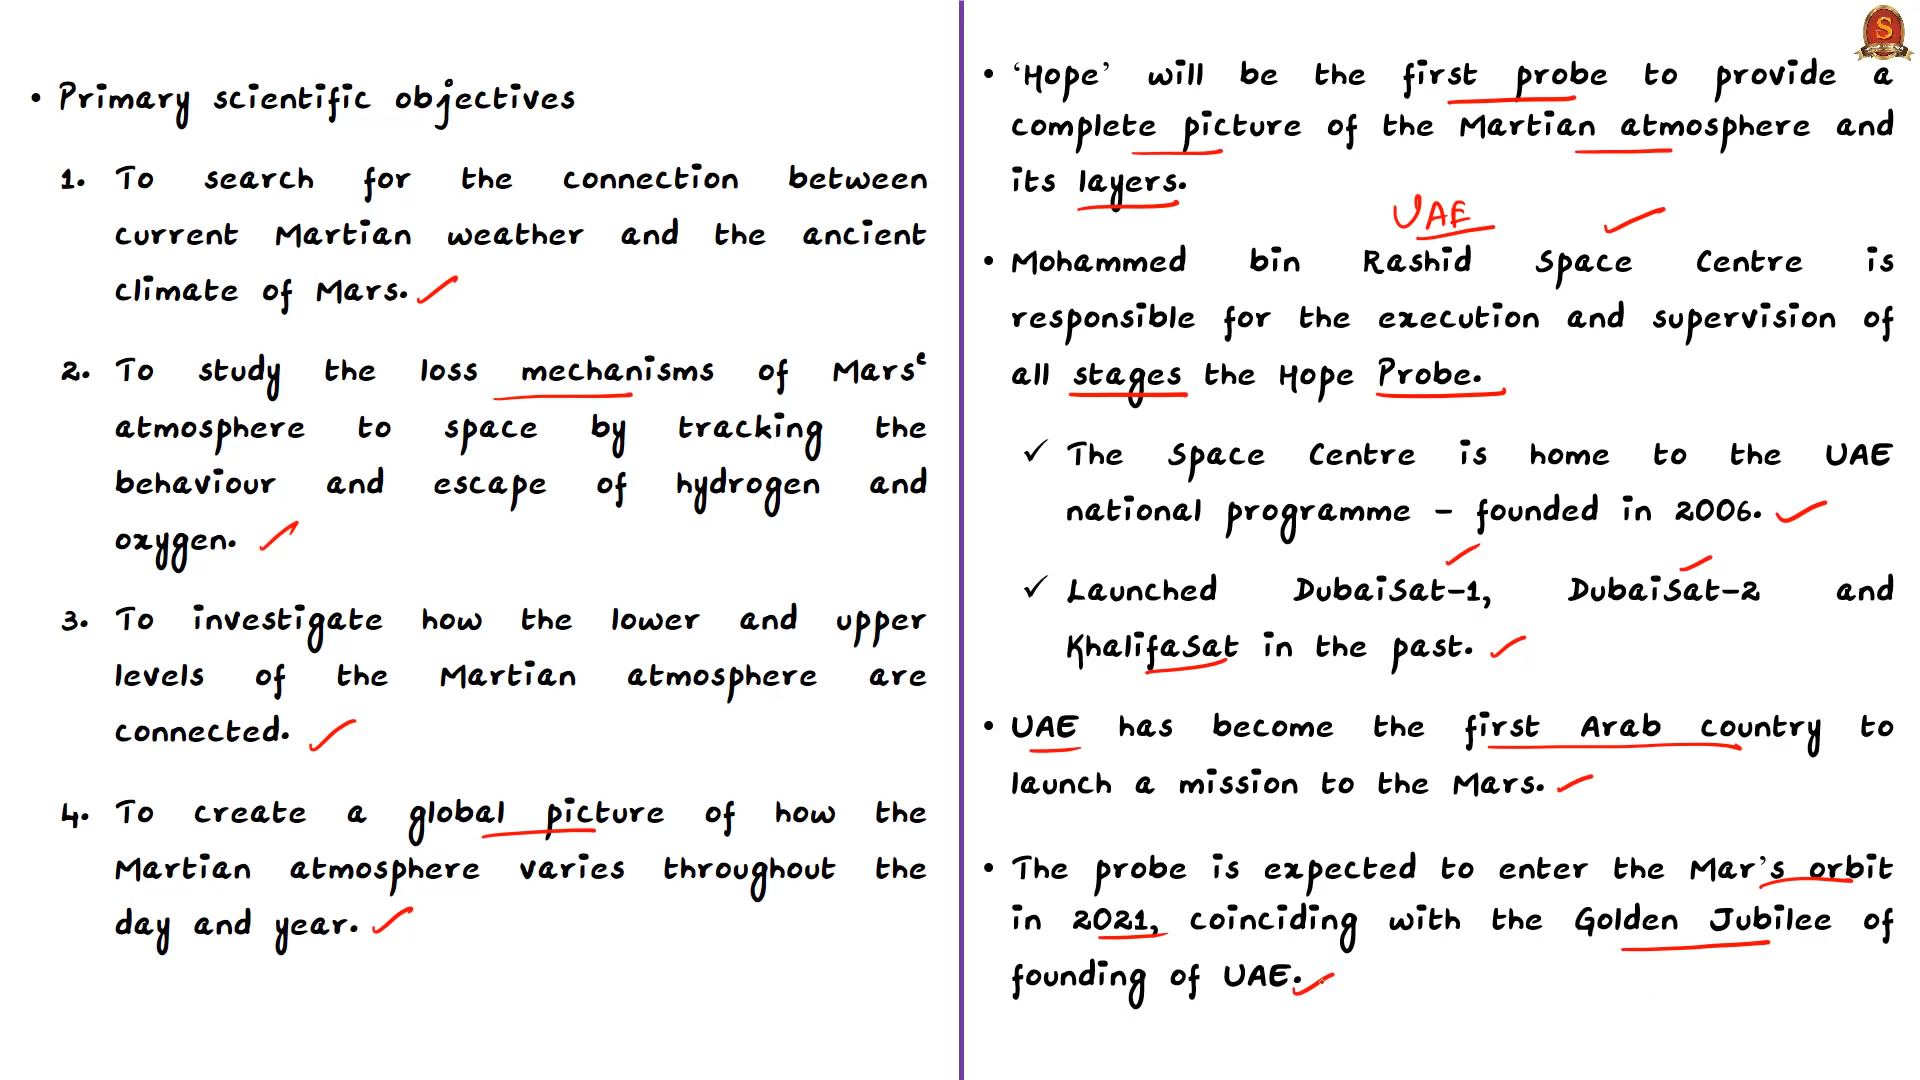 • Primary scientific objectives
1. To search for the connection between
current Martian weather and the ancient
climate of Mars.
2. To study the loss mechanisms of Mars‘
atmosphere to space by tracking the
behaviour and escape of hydrogen and
oxygen.
3. To investigate how the lower and upper
levels of the Martian atmosphere are
connected.
4. To create a global picture of how the
Martian atmosphere varies throughout the
day and year.
S
• ‘Hope’ will be the first probe to provide a
complete picture of the Martian atmosphere and
its layers.
UAE
• Mohammed bin Rashid Space Centre is
responsible for the execution and supervision of
all stages the Hope Probe.
✓ The Space Centre is home to the UAE
national programme – founded in 2006.
✓ Launched DubaiSat-1, DubaiSat-2 and
KhalifaSat in the past.
• UAE has become the first Arab country to
launch a mission to the Mars.
• The probe is expected to enter the Mar’s orbit
in 2021, coinciding with the Golden Jubilee of
founding of UAE.